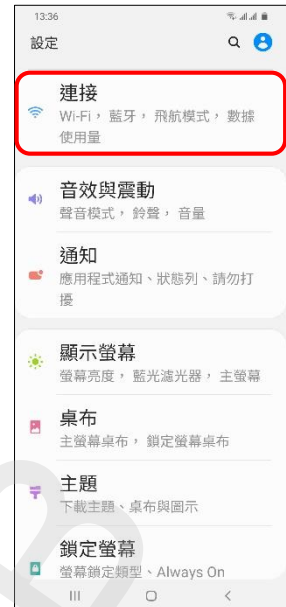 13:36
設定
連接
Wi-Fi， 藍牙， 飛航模式， 數據
使用量
音效與震動
聲音模式， 鈴聲， 音量
通知
應用程式通知、狀態列、請勿打
擾
顯示螢幕
螢幕亮度， 藍光濾光器， 主螢幕
桌布
主螢幕桌布， 鎖定螢幕桌布
主題
下載主題、桌布與圖示
鎖定螢幕
螢幕鎖定類型、Always On